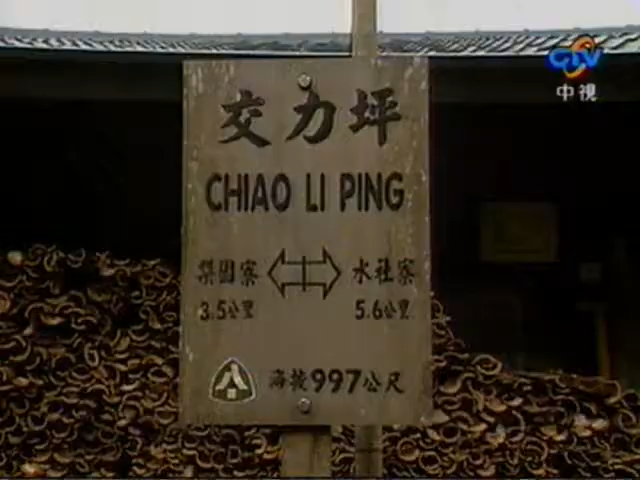 CTV
中視
交力坪
CHIAO LI PING
梨園寮 水社寮
3.5公里 5.6公里
海拔997公尺